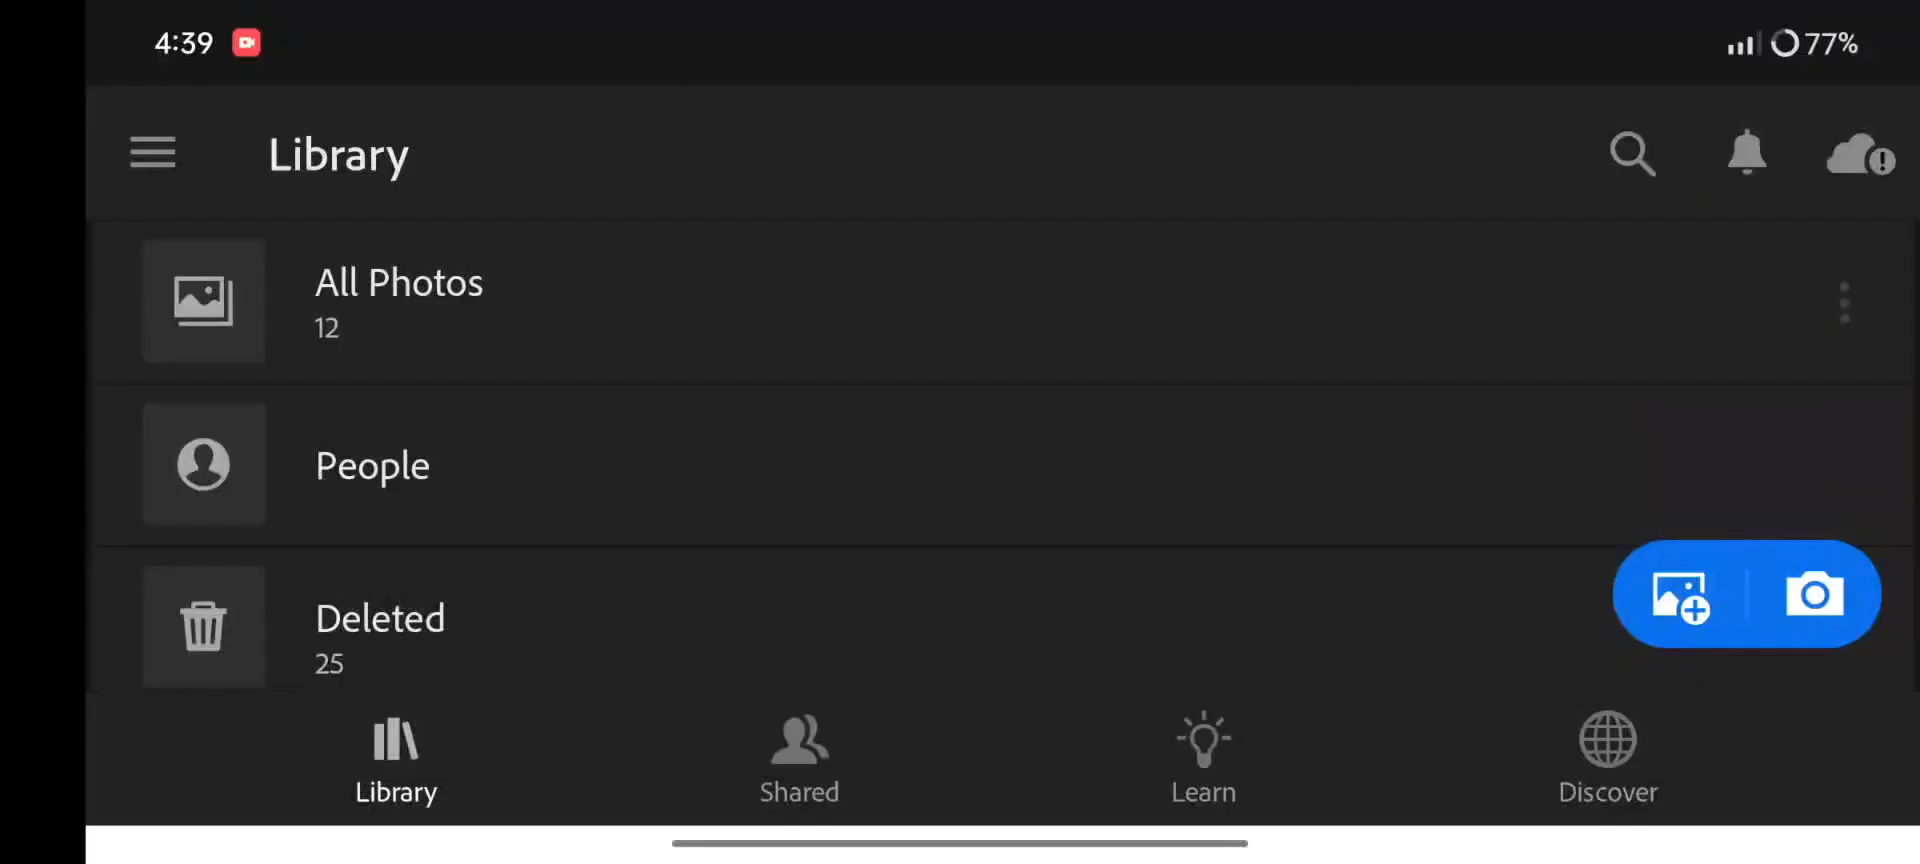 4:39
77%
Library
All Photos
12
People
Deleted
25
Library
Shared
Learn
Discover